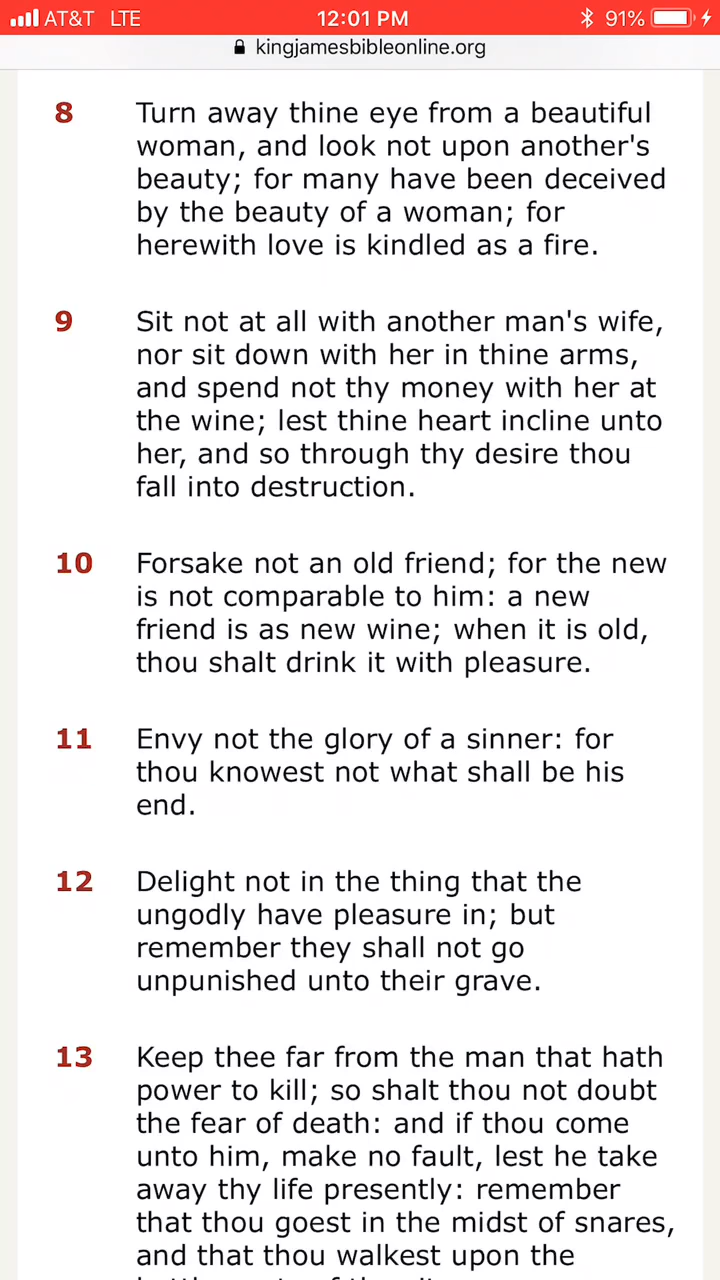 AT&T LTE 12:01 PM 91%
kingjamesbibleonline.org
8 Turn away thine eye from a beautiful
woman, and look not upon another's
beauty; for many have been deceived
by the beauty of a woman; for
herewith love is kindled as a fire.
9 Sit not at all with another man's wife,
nor sit down with her in thine arms,
and spend not thy money with her at
the wine; lest thine heart incline unto
her, and so through thy desire thou
fall into destruction.
10 Forsake not an old friend; for the new
is not comparable to him: a new
friend is as new wine; when it is old,
thou shalt drink it with pleasure.
11 Envy not the glory of a sinner: for
thou knowest not what shall be his
end.
12 Delight not in the thing that the
ungodly have pleasure in; but
remember they shall not go
unpunished unto their grave.
13 Keep thee far from the man that hath
power to kill; so shalt thou not doubt
the fear of death: and if thou come
unto him, make no fault, lest he take
away thy life presently: remember
that thou goest in the midst of snares,
and that thou walkest upon the